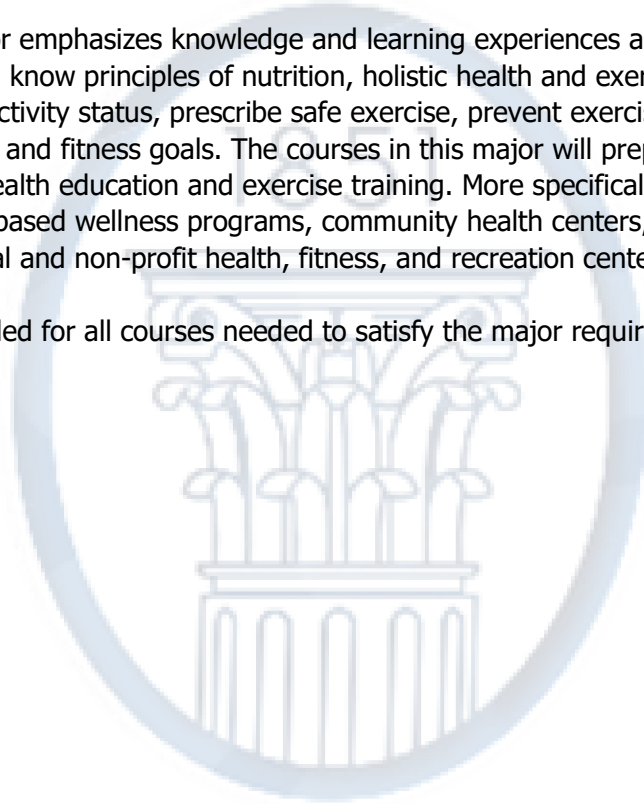 or emphasizes knowledge and learning experiences a
know principles of nutrition, holistic health and exer
ctivity status, prescribe safe exercise, prevent exercis
and fitness goals. The courses in this major will prep
ealth education and exercise training. More specifical
based wellness programs, community health centers,
al and non-profit health, fitness, and recreation cente
led for all courses needed to satisfy the major requir
1851